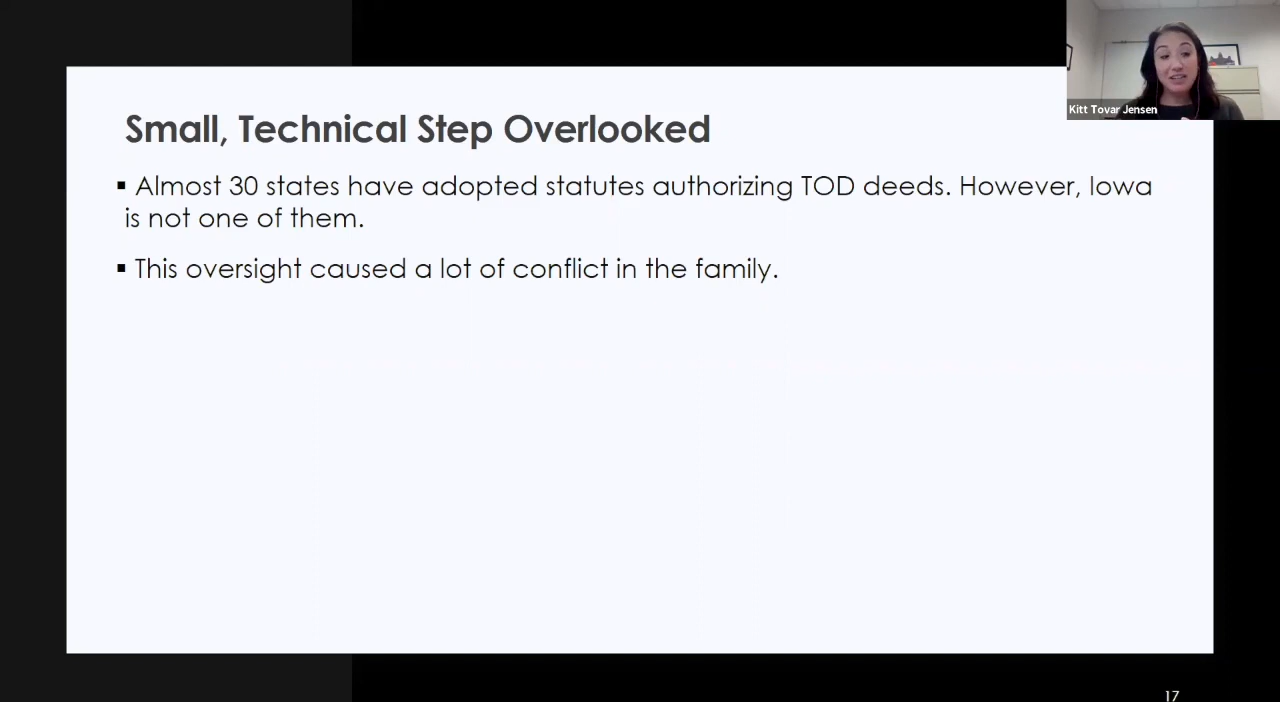 Kitt Tovar Jensen
Small, Technical Step Overlooked
▪ Almost 30 states have adopted statutes authorizing TOD deeds. However, Iowa
is not one of them.
▪ This oversight caused a lot of conflict in the family.
17